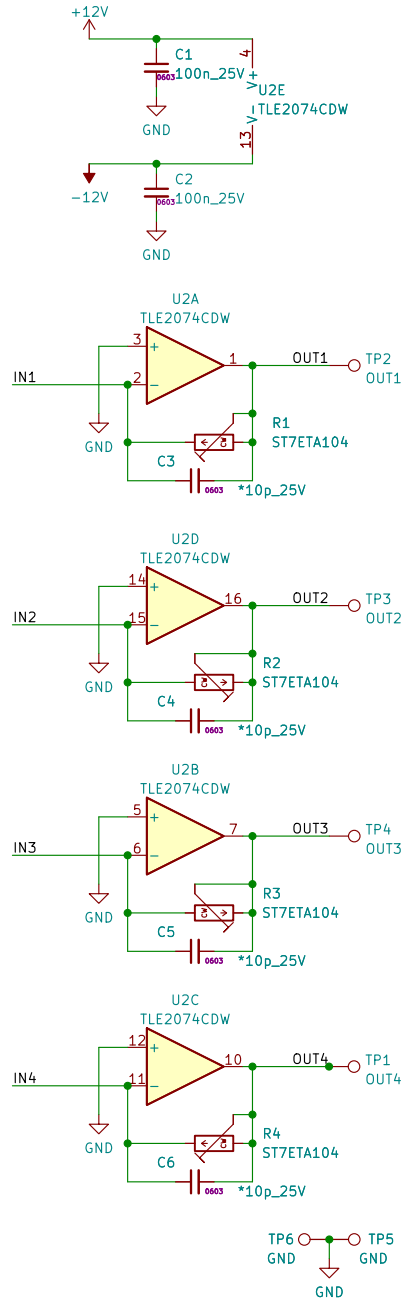 +12V
C1
0603
100n_25V
GND
4
V+
U2E
TLE2074CDW
V-
13
-12V
C2
0603
100n_25V
GND
U2A
TLE2074CDW
3
+
1
OUT1
TP2
OUT1
IN1
2
-
GND
R1
ST7ETA104
CW
C3
0603
*10p_25V
U2D
TLE2074CDW
14
+
16
OUT2
TP3
OUT2
IN2
15
-
GND
R2
ST7ETA104
CW
C4
0603
*10p_25V
U2B
TLE2074CDW
5
+
7
OUT3
TP4
OUT3
IN3
6
-
GND
R3
ST7ETA104
CW
C5
0603
*10p_25V
U2C
TLE2074CDW
12
+
10
OUT4
TP1
OUT4
IN4
11
-
GND
R4
ST7ETA104
CW
C6
0603
*10p_25V
TP6
TP5
GND
GND
GND